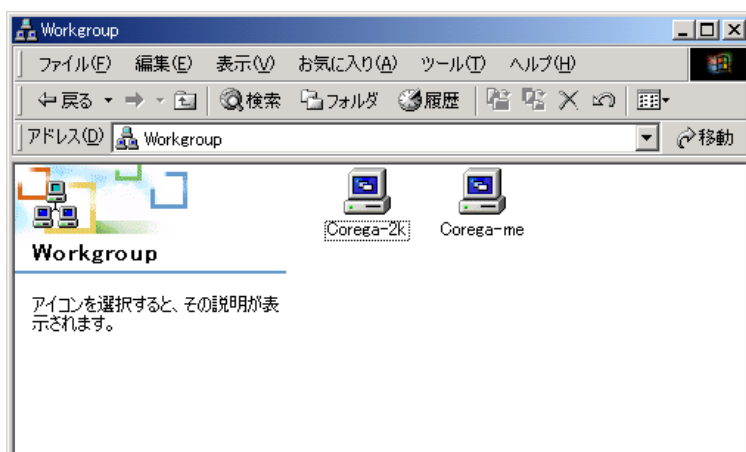 Workgroup
ファイル(F) 編集(E) 表示(V) お気に入り(A) ツール(T) ヘルプ(H)
戻る 検索 フォルダ 履歴
アドレス(D) Workgroup 移動
Corega-2k Corega-me
Workgroup
アイコンを選択すると、その説明が表
示されます。